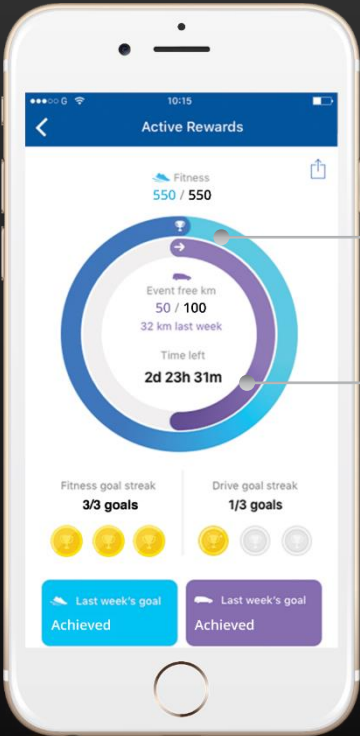 G
10:15
Active Rewards
Fitness
550 / 550
Event free km
50 / 100
32 km last week
Time left
2d 23h 31m
Fitness goal streak
3/3 goals
Drive goal streak
1/3 goals
Last week's goal
Achieved
Last week's goal
Achieved